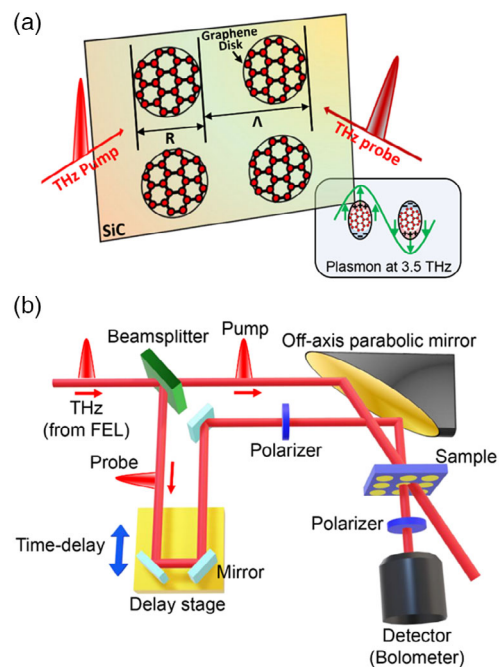 (a)
Graphene
Disk
THz Pump
R
Λ
THz probe
SiC
Plasmon at 3.5 THz
(b)
Beamsplitter
Pump
Off-axis parabolic mirror
THz
(from FEL)
Polarizer
Sample
Probe
Polarizer
Time-delay
Mirror
Delay stage
Detector
(Bolometer)